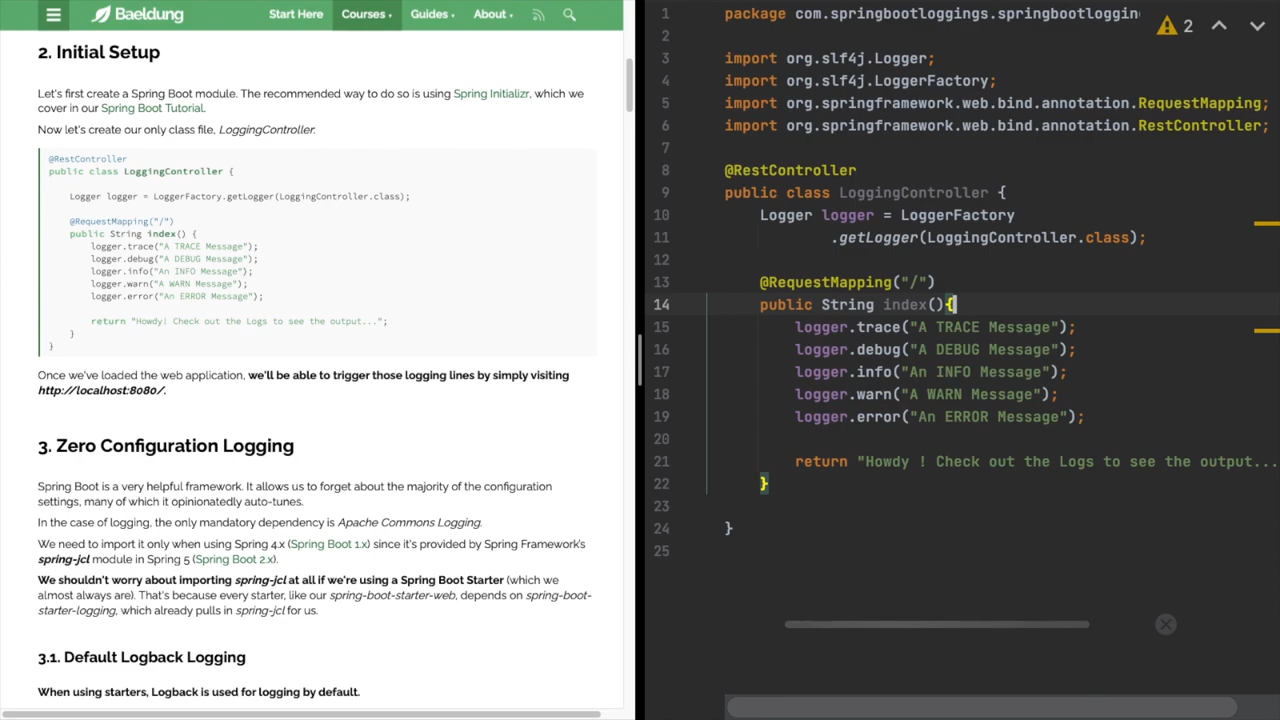 Baeldung
Start Here
Courses
Guides
About
2. Initial Setup
Let's first create a Spring Boot module. The recommended way to do so is using Spring Initializr, which we
cover in our Spring Boot Tutorial.
Now let's create our only class file, LoggingController:
@RestController
public class LoggingController {
Logger logger = LoggerFactory.getLogger(LoggingController.class);
@RequestMapping("/")
public String index() {
logger.trace("A TRACE Message");
logger.debug("A DEBUG Message");
logger.info("An INFO Message");
logger.warn("A WARN Message");
logger.error("An ERROR Message");
return "Howdy! Check out the Logs to see the output...";
}
}
Once we've loaded the web application, we'll be able to trigger those logging lines by simply visiting
http://localhost:8080/.
3. Zero Configuration Logging
Spring Boot is a very helpful framework. It allows us to forget about the majority of the configuration
settings, many of which it opinionatedly auto-tunes.
In the case of logging, the only mandatory dependency is Apache Commons Logging.
We need to import it only when using Spring 4.x (Spring Boot 1.x) since it's provided by Spring Framework's
spring-jcl module in Spring 5 (Spring Boot 2.x).
We shouldn't worry about importing spring-jcl at all if we're using a Spring Boot Starter (which we
almost always are). That's because every starter, like our spring-boot-starter-web, depends on spring-boot-
starter-logging, which already pulls in spring-jcl for us.
3.1. Default Logback Logging
When using starters, Logback is used for logging by default.
1 package com.springbootloggings.springbootloggin
2
2
3 import org.slf4j.Logger;
4 import org.slf4j.LoggerFactory;
5 import org.springframework.web.bind.annotation.RequestMapping;
6 import org.springframework.web.bind.annotation.RestController;
7
8 @RestController
9 public class LoggingController {
10 Logger logger = LoggerFactory
11 .getLogger(LoggingController.class);
12
13 @RequestMapping("/")
14 public String index(){
15 logger.trace("A TRACE Message");
16 logger.debug("A DEBUG Message");
17 logger.info("An INFO Message");
18 logger.warn("A WARN Message");
19 logger.error("An ERROR Message");
20
21 return "Howdy ! Check out the Logs to see the output...
22 }
23
24 }
25